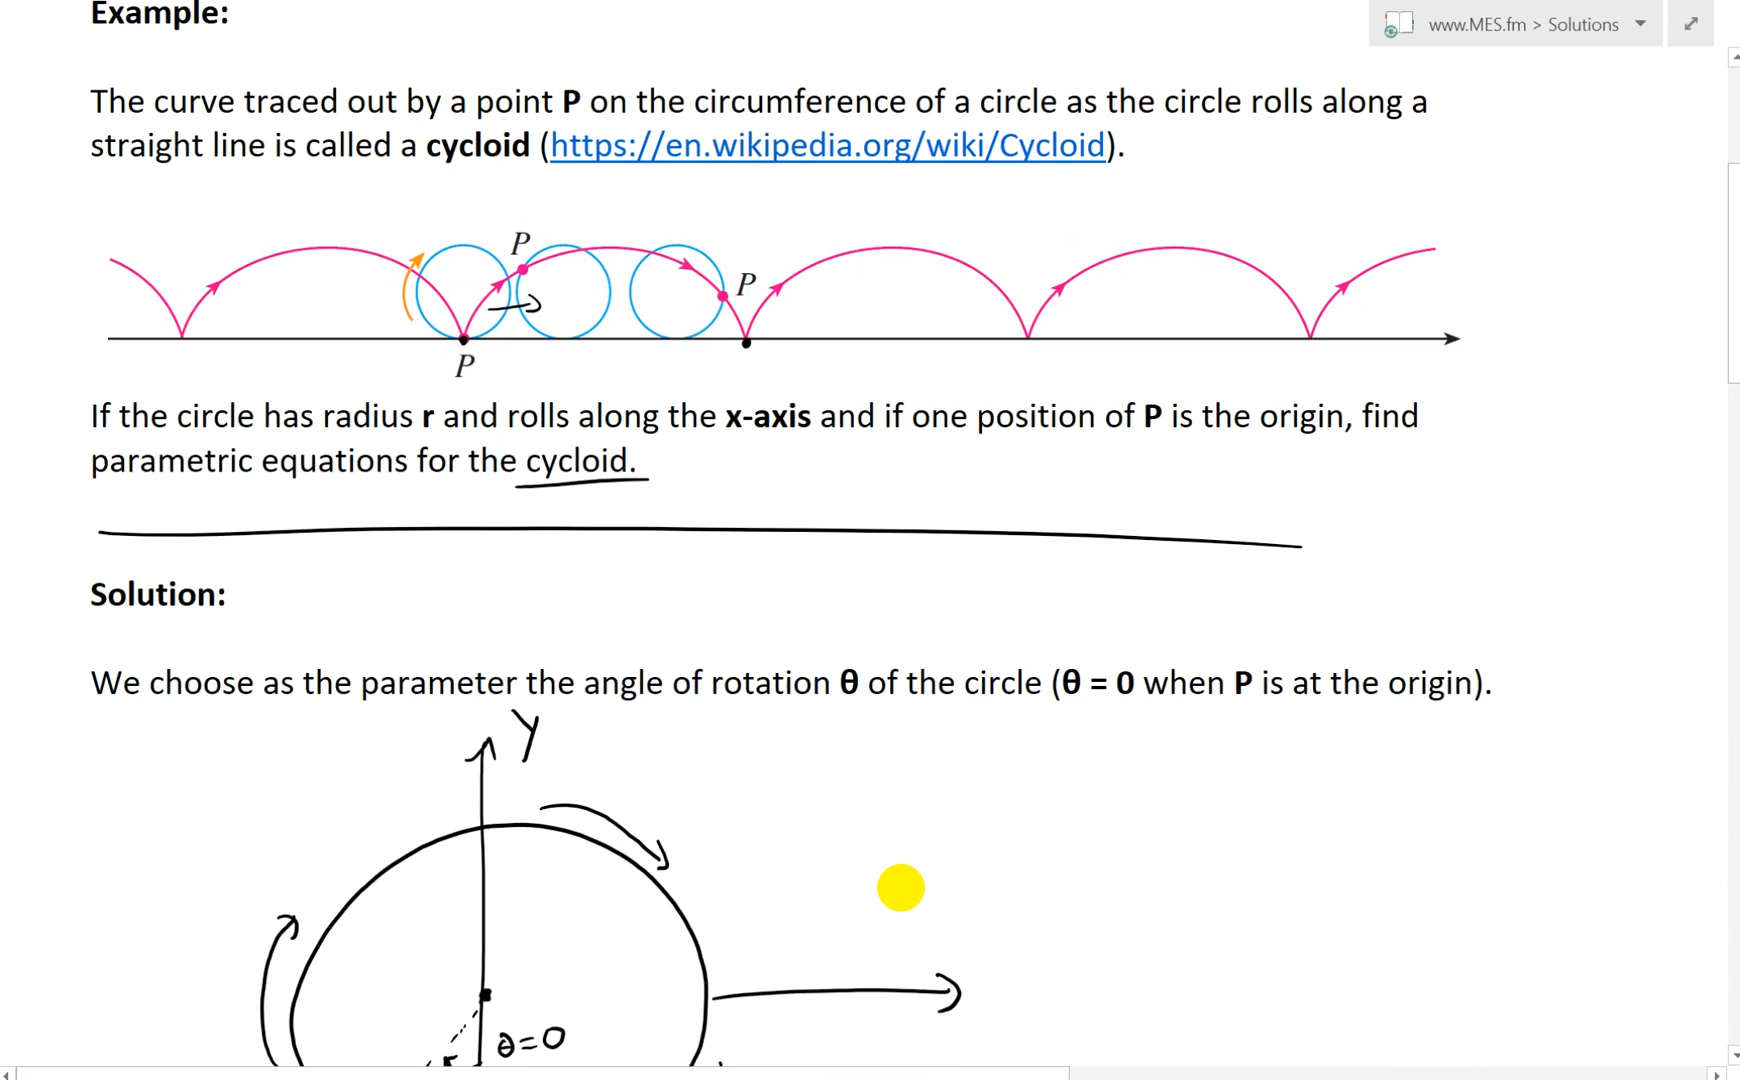 Example:
www.MES.fm > Solutions
The curve traced out by a point P on the circumference of a circle as the circle rolls along a
straight line is called a cycloid (https://en.wikipedia.org/wiki/Cycloid).
P
P
P
If the circle has radius r and rolls along the x-axis and if one position of P is the origin, find
parametric equations for the cycloid.
Solution:
We choose as the parameter the angle of rotation θ of the circle (θ = 0 when P is at the origin).
Y
θ=0
r